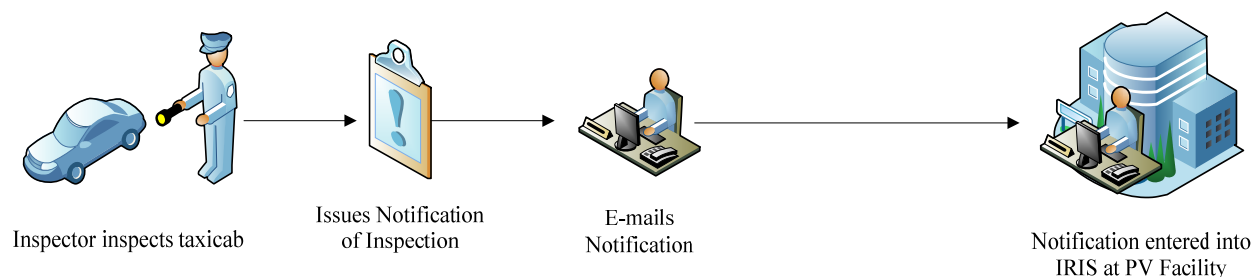 Inspector inspects taxicab
Issues Notification
of Inspection
E-mails
Notification
Notification entered into
IRIS at PV Facility